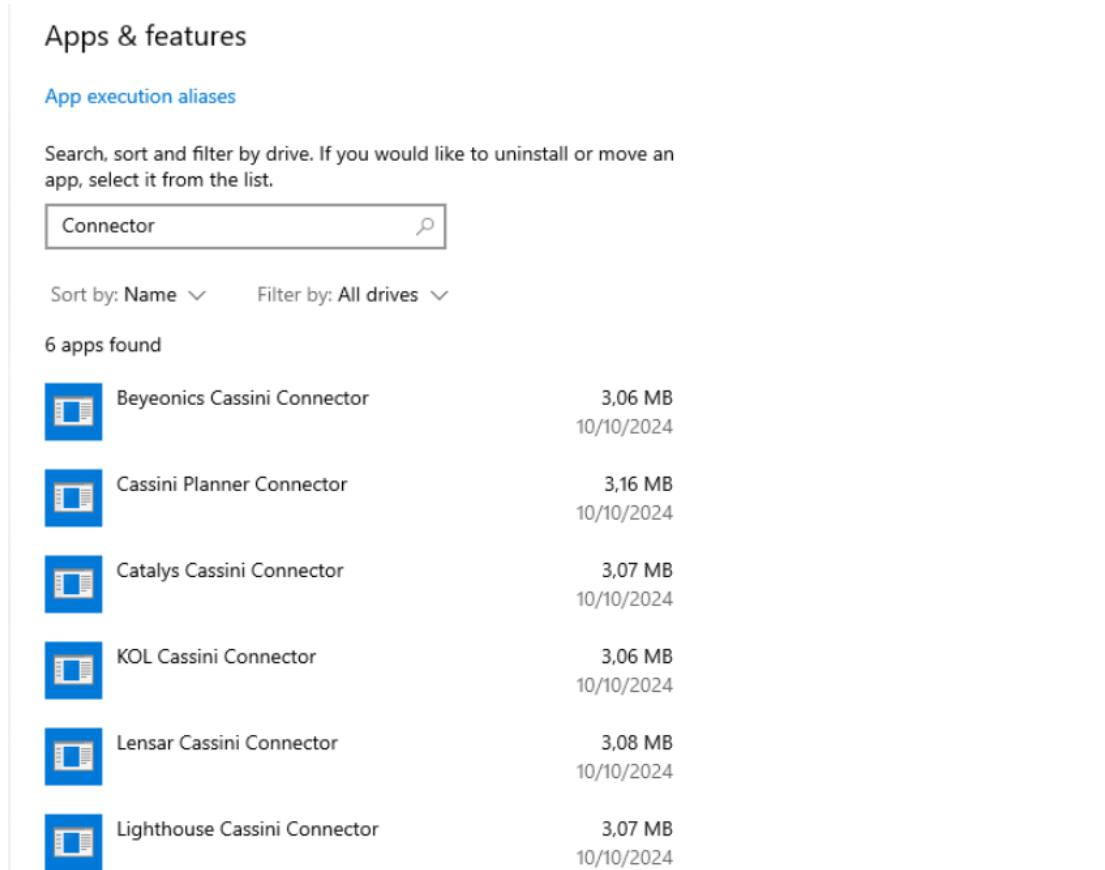 Apps & features
App execution aliases
Search, sort and filter by drive. If you would like to uninstall or move an
app, select it from the list.
Connector
Sort by: Name Filter by: All drives
6 apps found
Beyeonics Cassini Connector 3,06 MB
10/10/2024
Cassini Planner Connector 3,16 MB
10/10/2024
Catalys Cassini Connector 3,07 MB
10/10/2024
KOL Cassini Connector 3,06 MB
10/10/2024
Lensar Cassini Connector 3,08 MB
10/10/2024
Lighthouse Cassini Connector 3,07 MB
10/10/2024